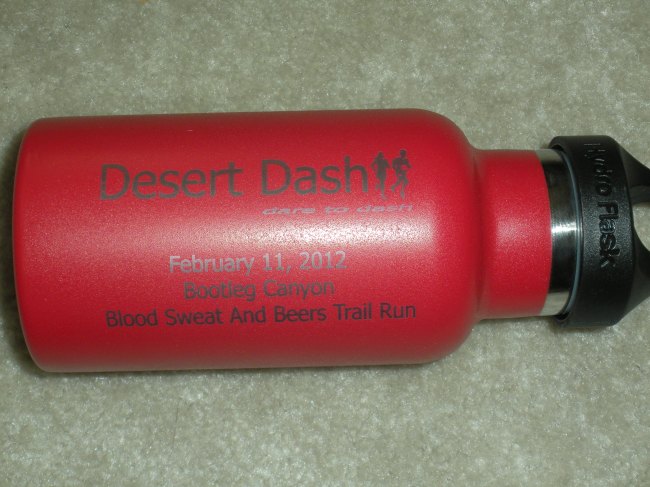 Desert Dash
dare to dash!
February 11, 2012
Bootleg Canyon
Blood Sweat And Beers Trail Run
Hydro Flask